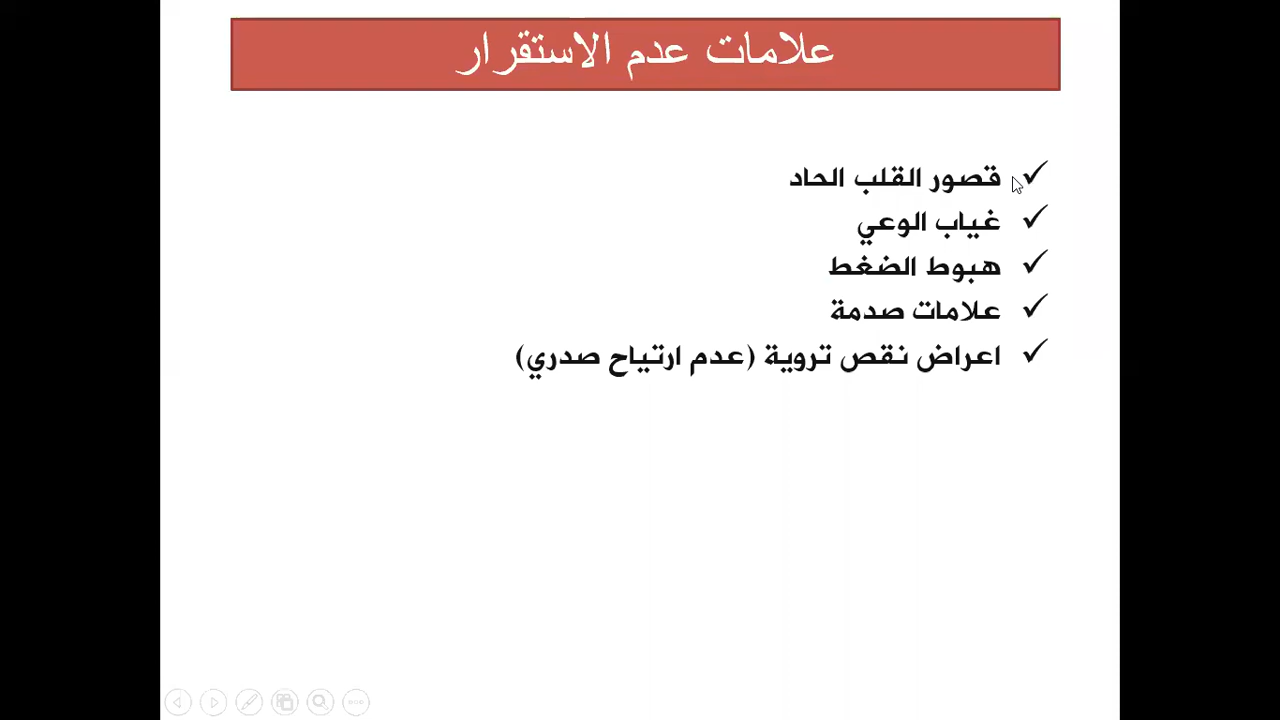 علامات عدم الاستقرار
قصور القلب الحاد
غياب الوعي
هبوط الضغط
علامات صدمة
اعراض نقص تروية (عدم ارتياح صدري)